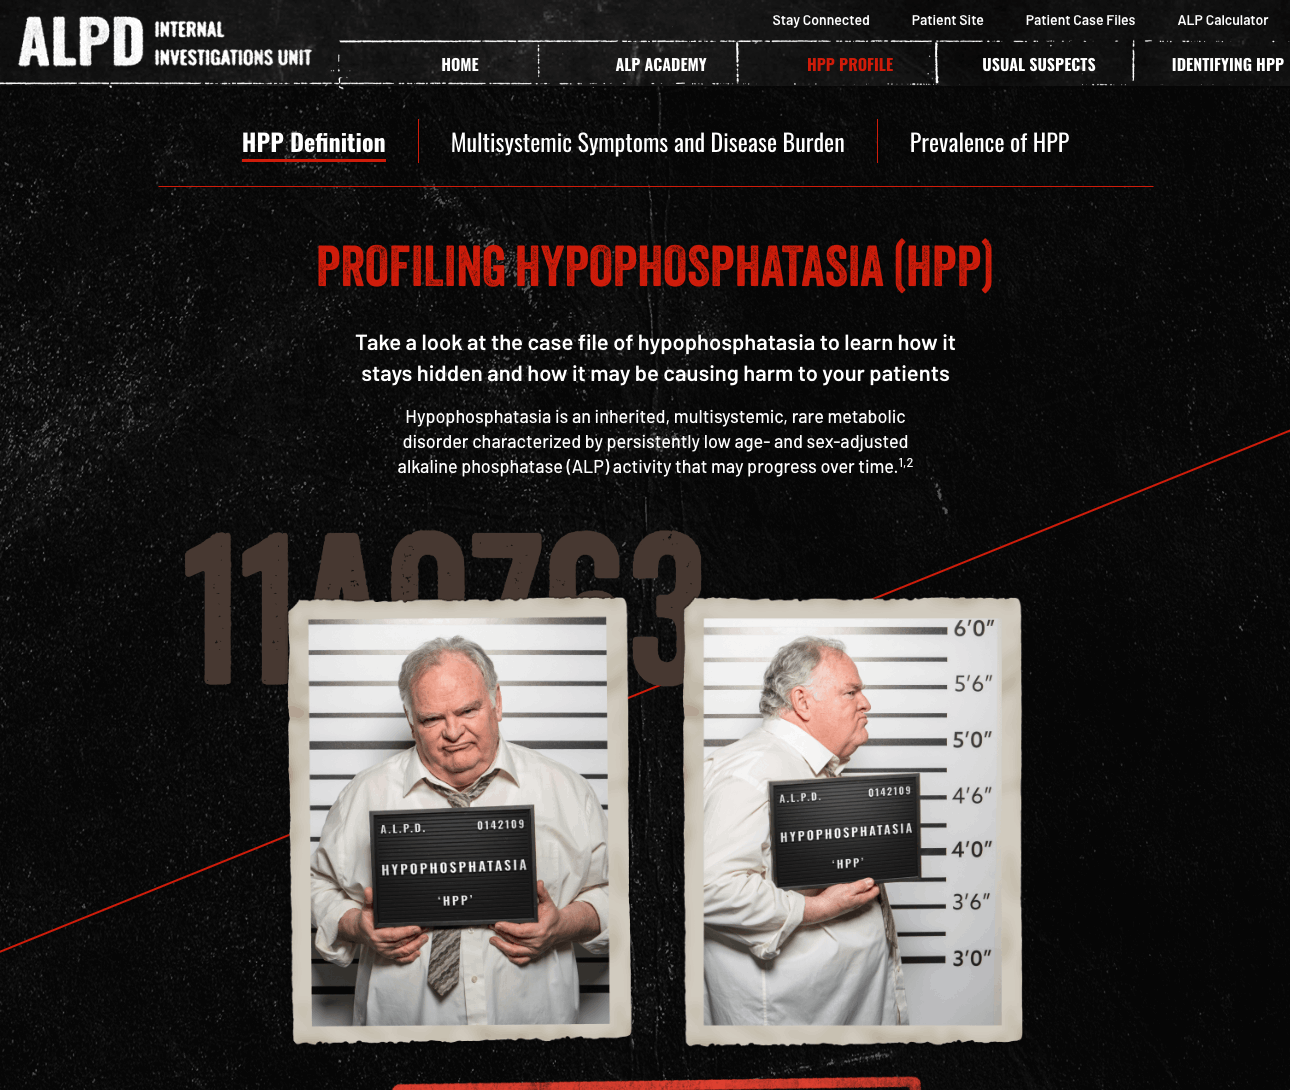 ALPD INTERNAL
INVESTIGATIONS UNIT
Stay Connected
Patient Site
Patient Case Files
ALP Calculator
HOME
ALP ACADEMY
HPP PROFILE
USUAL SUSPECTS
IDENTIFYING HPP
HPP Definition
Multisystemic Symptoms and Disease Burden
Prevalence of HPP
PROFILING HYPOPHOSPHATASIA (HPP)
Take a look at the case file of hypophosphatasia to learn how it
stays hidden and how it may be causing harm to your patients
Hypophosphatasia is an inherited, multisystemic, rare metabolic
disorder characterized by persistently low age- and sex-adjusted
alkaline phosphatase (ALP) activity that may progress over time.1,2
11A0763
A.L.P.D. 0142109
HYPOPHOSPHATASIA
‘HPP’
6’0”
5’6”
5’0”
4’6”
4’0”
3’6”
3’0”
A.L.P.D. 0142109
HYPOPHOSPHATASIA
‘HPP’